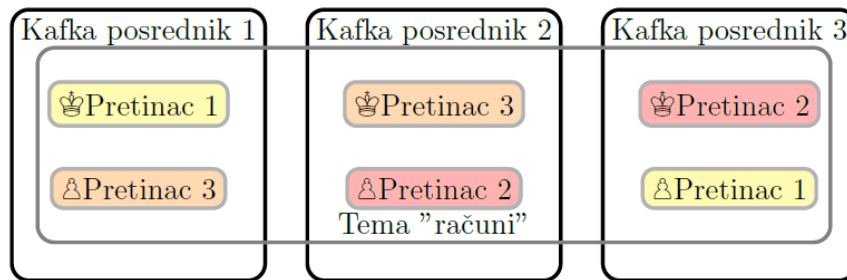 Kafka posrednik 1
Kafka posrednik 2
Kafka posrednik 3
♔Pretinac 1
♔Pretinac 3
♔Pretinac 2
♙Pretinac 3
♙Pretinac 2
♙Pretinac 1
Tema "računi"